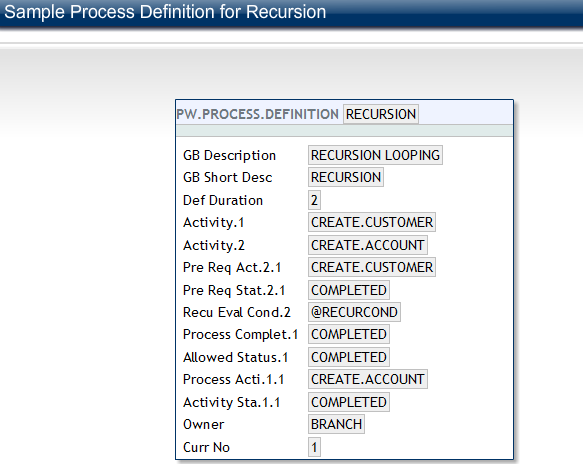 Sample Process Definition for Recursion
PW.PROCESS.DEFINITION RECURSION
GB Description RECURSION LOOPING
GB Short Desc RECURSION
Def Duration 2
Activity.1 CREATE.CUSTOMER
Activity.2 CREATE.ACCOUNT
Pre Req Act.2.1 CREATE.CUSTOMER
Pre Req Stat.2.1 COMPLETED
Recu Eval Cond.2 @RECURCOND
Process Complet.1 COMPLETED
Allowed Status.1 COMPLETED
Process Acti.1.1 CREATE.ACCOUNT
Activity Sta.1.1 COMPLETED
Owner BRANCH
Curr No 1